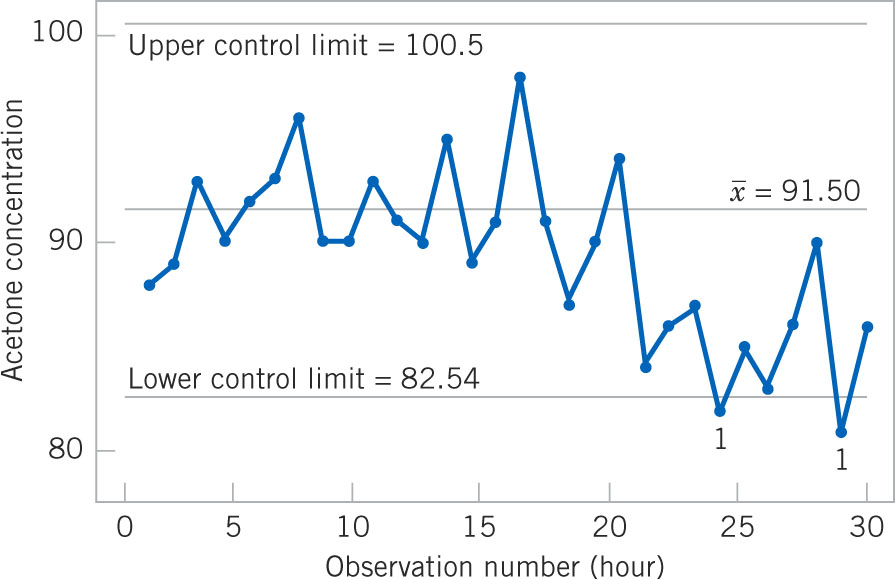 100
Upper control limit = 100.5
x̄ = 91.50
90
Acetone concentration
Lower control limit = 82.54
80
1
1
0 5 10 15 20 25 30
Observation number (hour)